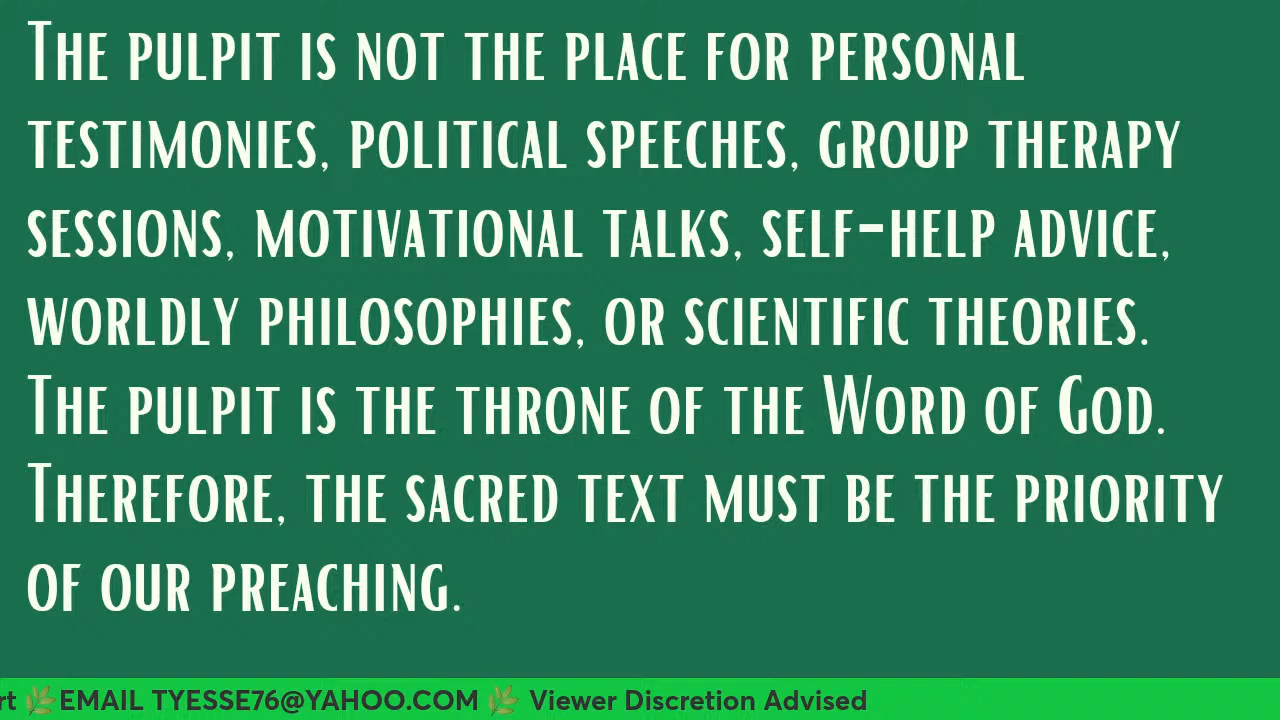 The pulpit is not the place for personal
testimonies, political speeches, group therapy
sessions, motivational talks, self-help advice,
worldly philosophies, or scientific theories.
The pulpit is the throne of the Word of God.
Therefore, the sacred text must be the priority
of our preaching.
rt 🌿EMAIL TYESSE76@YAHOO.COM 🌿 Viewer Discretion Advised